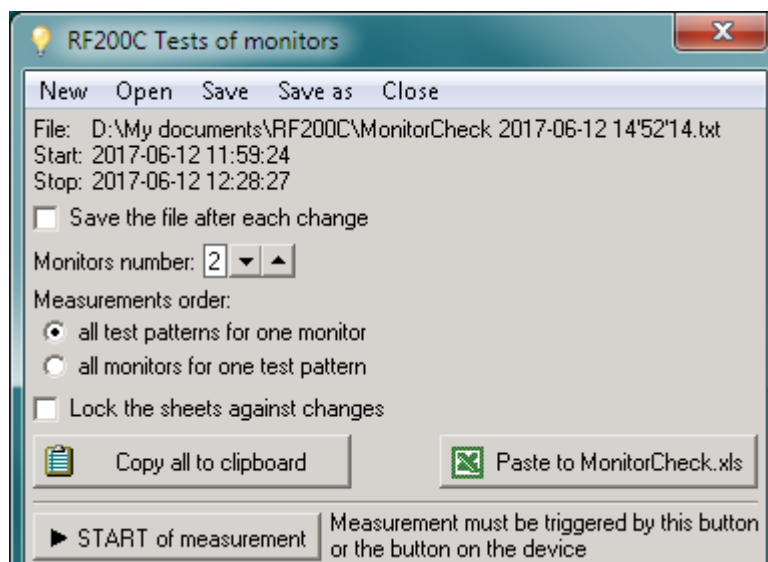 RF200C Tests of monitors
New Open Save Save as Close
File: D:\My documents\RF200C\MonitorCheck 2017-06-12 14'52'14.txt
Start: 2017-06-12 11:59:24
Stop: 2017-06-12 12:28:27
Save the file after each change
Monitors number: 2
Measurements order:
all test patterns for one monitor
all monitors for one test pattern
Lock the sheets against changes
Copy all to clipboard
Paste to MonitorCheck.xls
START of measurement
Measurement must be triggered by this button
or the button on the device